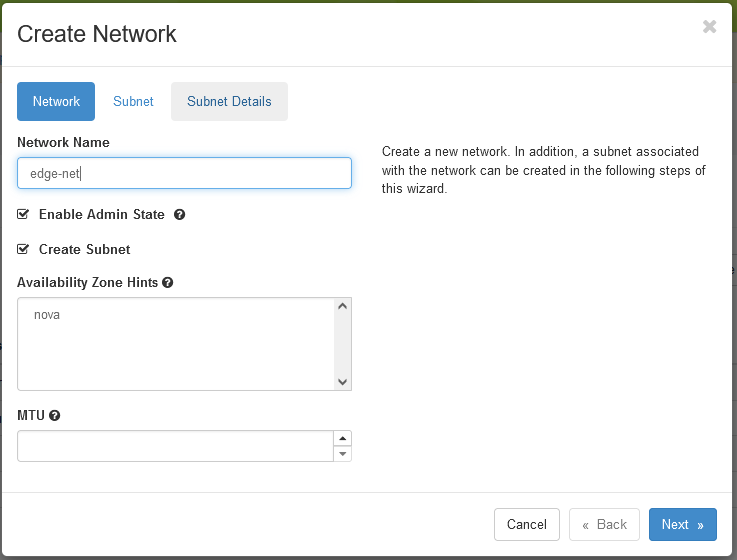 Create Network
Network
Subnet
Subnet Details
Network Name
edge-net
Create a new network. In addition, a subnet associated
with the network can be created in the following steps of
this wizard.
Enable Admin State
Create Subnet
Availability Zone Hints
nova
MTU
Cancel
« Back
Next »